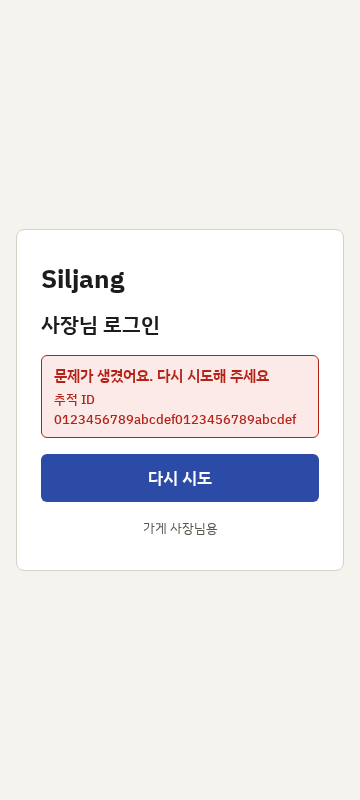 Siljang
사장님 로그인
문제가 생겼어요. 다시 시도해 주세요
추적 ID
0123456789abcdef0123456789abcdef
다시 시도
가게 사장님용